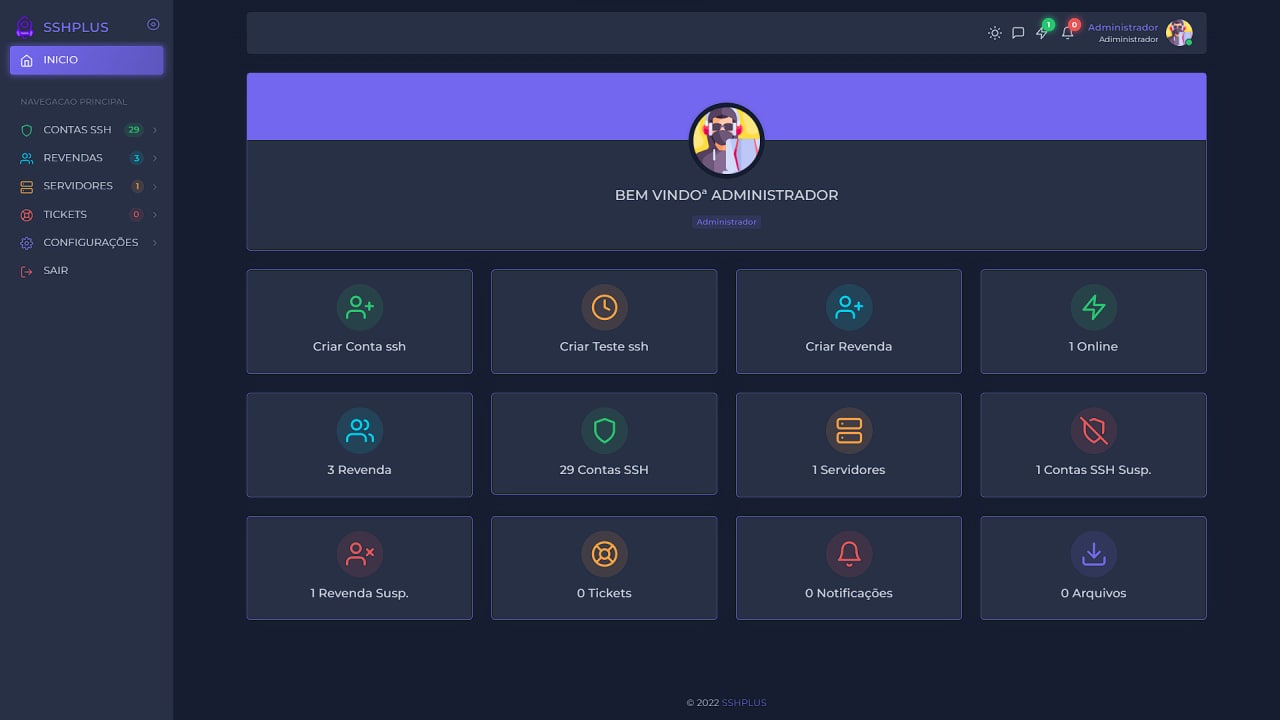 SSHPLUS
INICIO
NAVEGACAO PRINCIPAL
CONTAS SSH 29
REVENDAS 3
SERVIDORES 1
TICKETS 0
CONFIGURAÇÕES
SAIR
1 0
Administrador
Administrador
BEM VINDOª ADMINISTRADOR
Administrador
Criar Conta ssh
Criar Teste ssh
Criar Revenda
1 Online
3 Revenda
29 Contas SSH
1 Servidores
1 Contas SSH Susp.
1 Revenda Susp.
0 Tickets
0 Notificações
0 Arquivos
© 2022 SSHPLUS